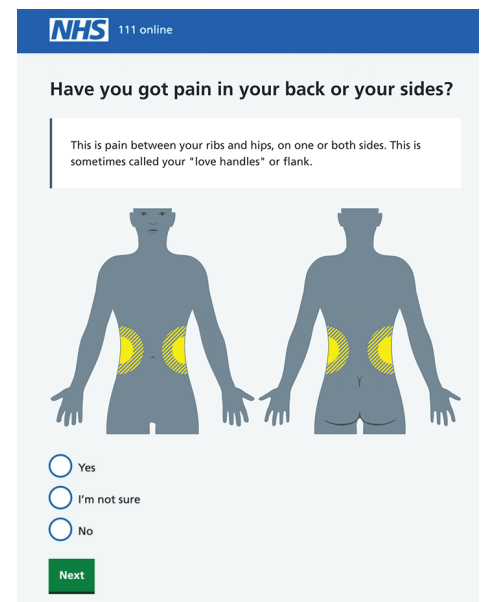 NHS 111 online
Have you got pain in your back or your sides?
This is pain between your ribs and hips, on one or both sides. This is
sometimes called your "love handles" or flank.
Yes
I'm not sure
No
Next